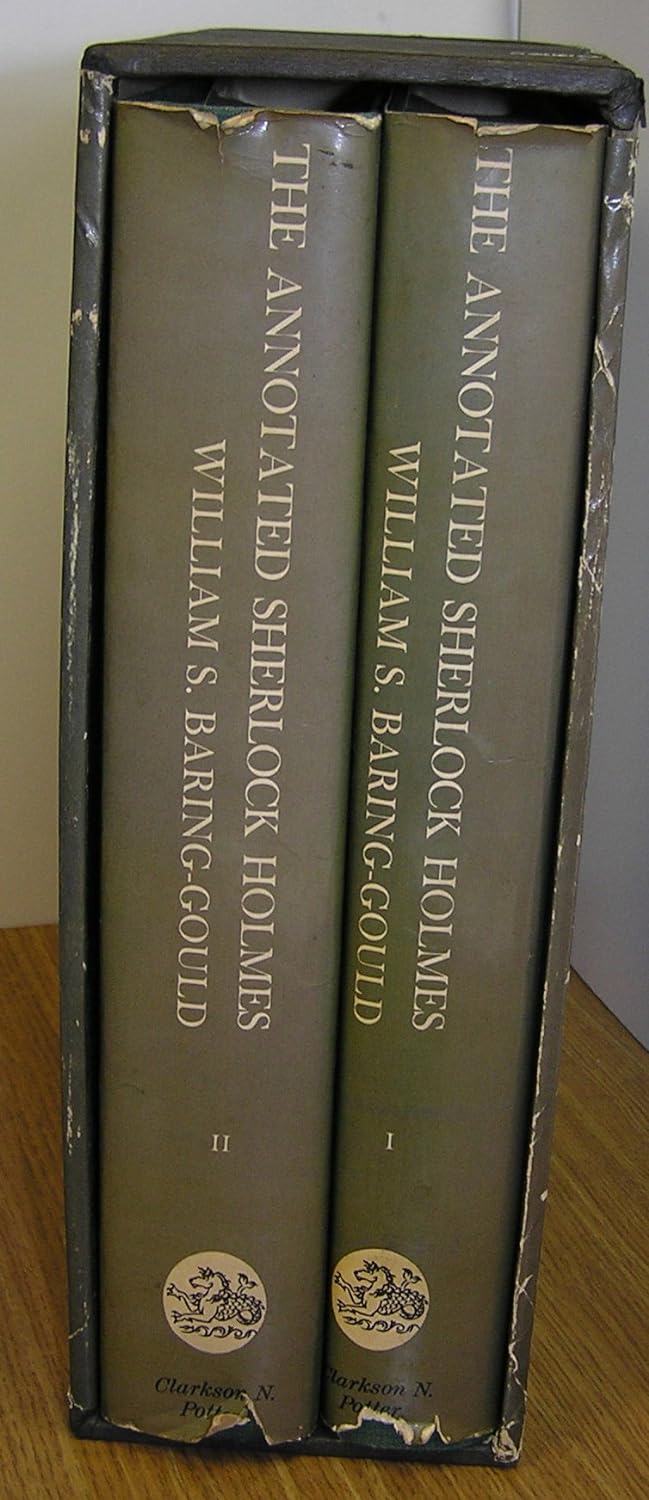 THE ANNOTATED SHERLOCK HOLMES
WILLIAM S. BARING-GOULD
II
Clarkson N.
THE ANNOTATED SHERLOCK HOLMES
WILLIAM S. BARING-GOULD
I
Clarkson N.
Potter